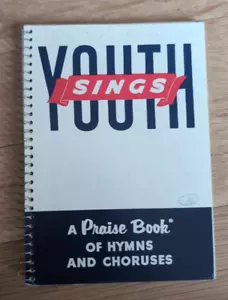 YOUTH
SINGS
A Praise Book*
OF HYMNS
AND CHORUSES